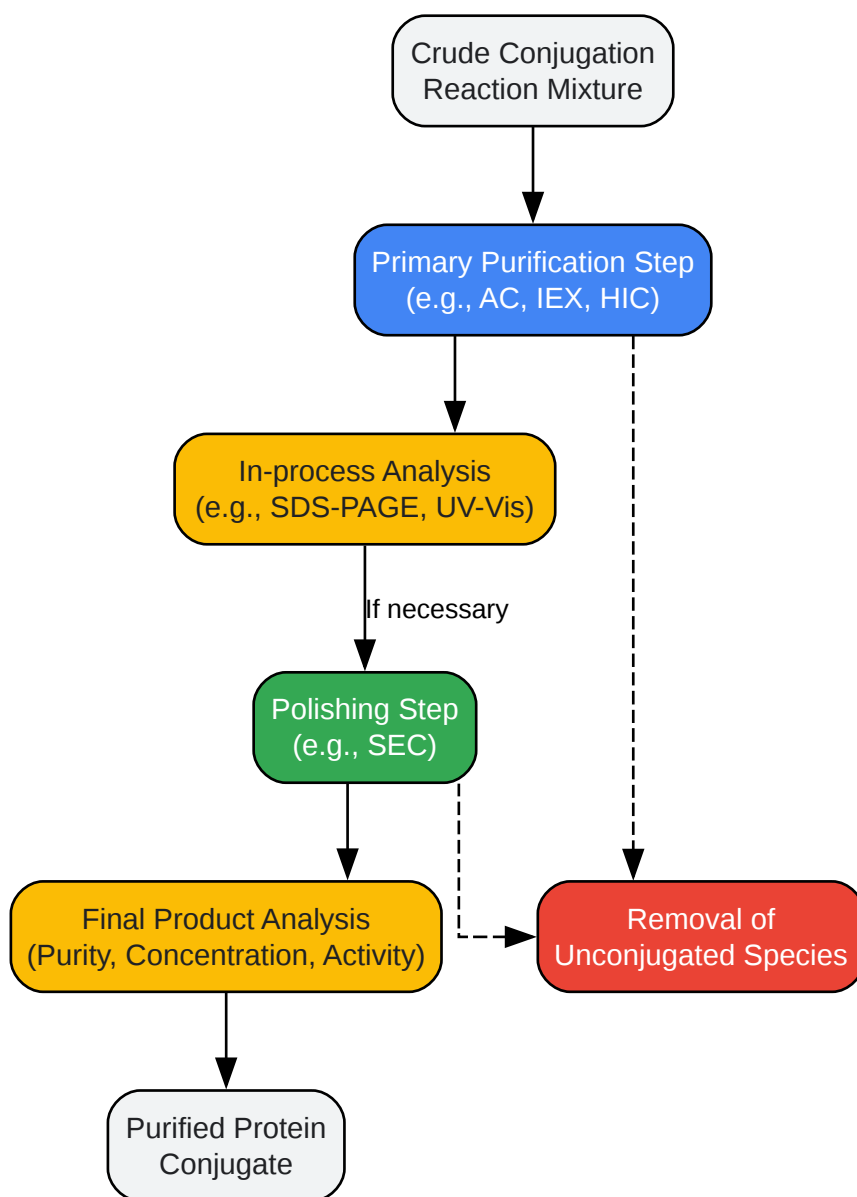 Crude Conjugation
Reaction Mixture
Primary Purification Step
(e.g., AC, IEX, HIC)
In-process Analysis
(e.g., SDS-PAGE, UV-Vis)
If necessary
Polishing Step
(e.g., SEC)
Final Product Analysis
(Purity, Concentration, Activity)
Removal of
Unconjugated Species
Purified Protein
Conjugate